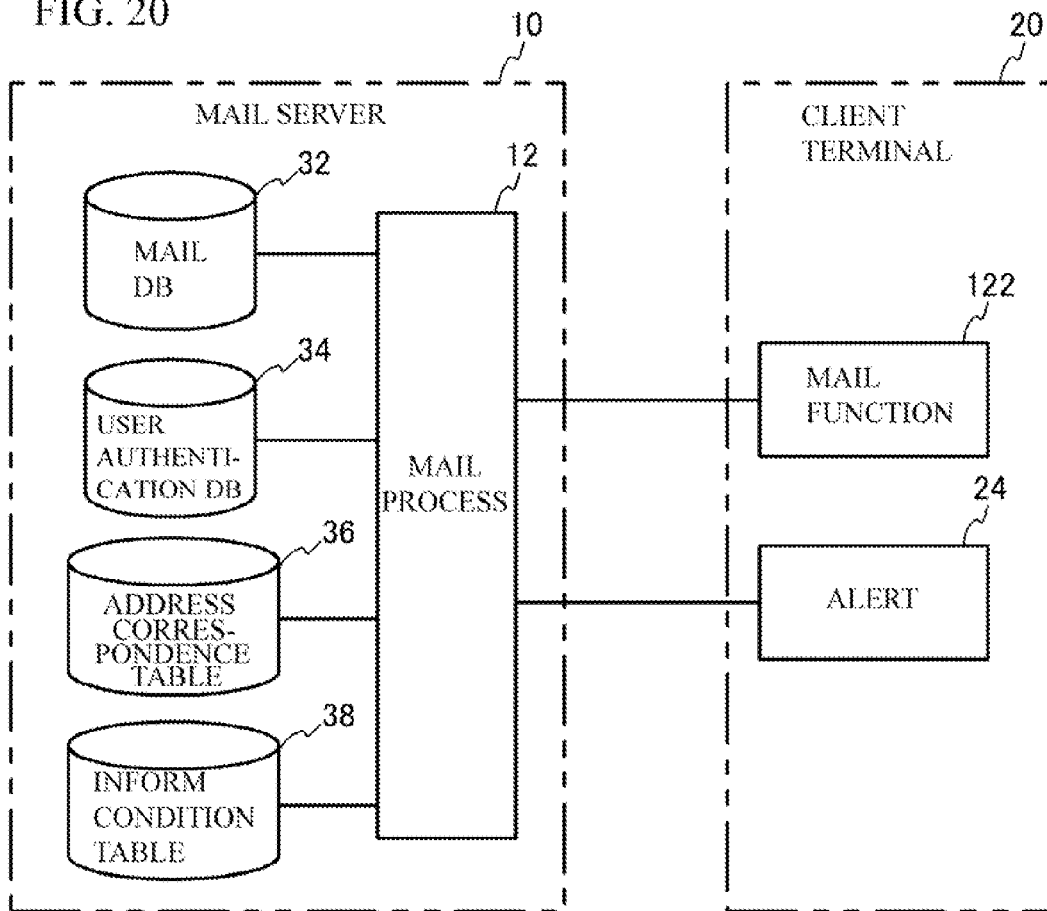 FIG. 20
10
20
MAIL SERVER
CLIENT
TERMINAL
32
12
MAIL
DB
122
34
MAIL
FUNCTION
USER
AUTHENTI-
CATION DB
MAIL
PROCESS
24
36
ALERT
ADDRESS
CORRES-
PONDENCE
TABLE
38
INFORM
CONDITION
TABLE